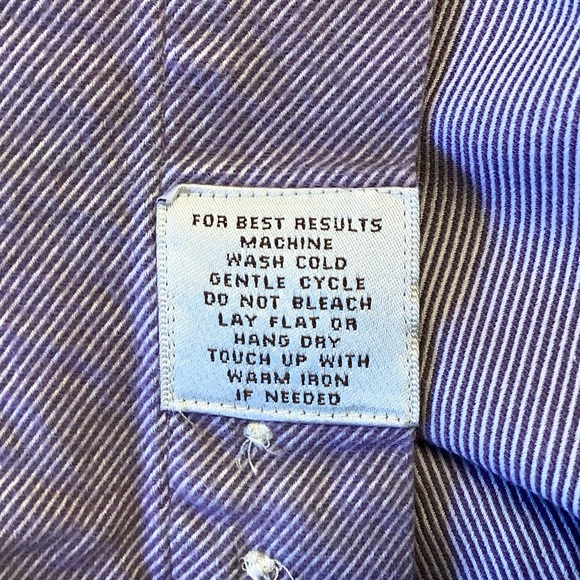 FOR BEST RESULTS
MACHINE
WASH COLD
GENTLE CYCLE
DO NOT BLEACH
LAY FLAT OR
HANG DRY
TOUCH UP WITH
WARM IRON
IF NEEDED